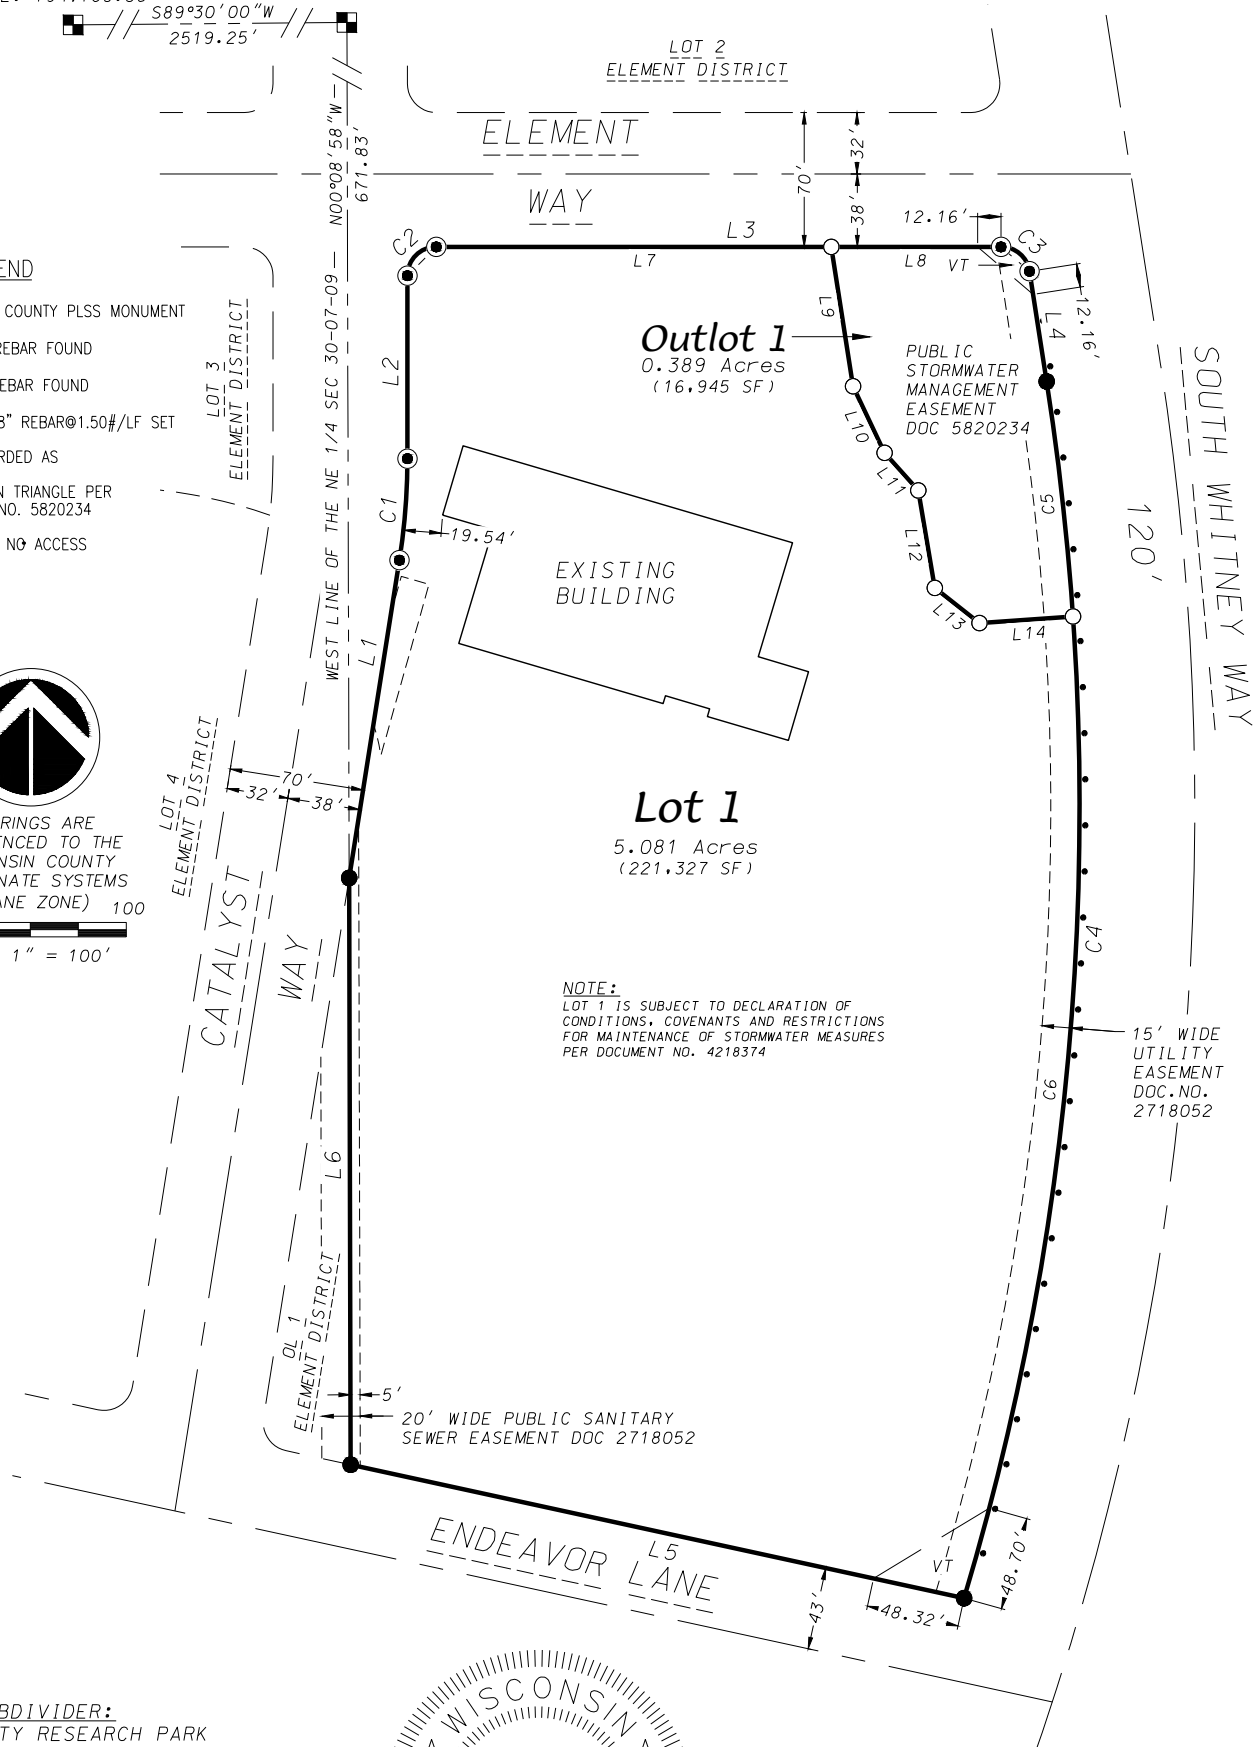 S89°30'00"W
2519.25'
LOT 2
ELEMENT DISTRICT
N00°08'58"W
671.83'
ELEMENT
WAY
32'
70'
38'
12.16'
C2
L3
C3
L7
L8
VT
12.16'
END
COUNTY PLSS MONUMENT
REBAR FOUND
EBAR FOUND
8" REBAR@1.50#/LF SET
RDED AS
N TRIANGLE PER
NO. 5820234
NO ACCESS
LOT 3
ELEMENT DISTRICT
WEST LINE OF THE NE 1/4 SEC 30-07-09
L2
L9
L4
Outlot 1
0.389 Acres
(16,945 SF)
PUBLIC
STORMWATER
MANAGEMENT
EASEMENT
DOC 5820234
SOUTH WHITNEY WAY
120'
L10
L11
C1
19.54'
C5
L12
EXISTING
BUILDING
L13
L14
L1
LOT 4
ELEMENT DISTRICT
70'
32'
38'
Lot 1
5.081 Acres
(221,327 SF)
RINGS ARE
ENCED TO THE
NSIN COUNTY
NATE SYSTEMS
ANE ZONE)
100
1" = 100'
CATALYST
WAY
C4
NOTE:
LOT 1 IS SUBJECT TO DECLARATION OF
CONDITIONS, COVENANTS AND RESTRICTIONS
FOR MAINTENANCE OF STORMWATER MEASURES
PER DOCUMENT NO. 4218374
15' WIDE
UTILITY
EASEMENT
DOC.NO.
2718052
C6
L6
OL 1
ELEMENT DISTRICT
5'
20' WIDE PUBLIC SANITARY
SEWER EASEMENT DOC 2718052
ENDEAVOR LANE
L5
VT
48.70'
48.32'
43'
WISCONSIN
BDIVIDER:
TY RESEARCH PARK